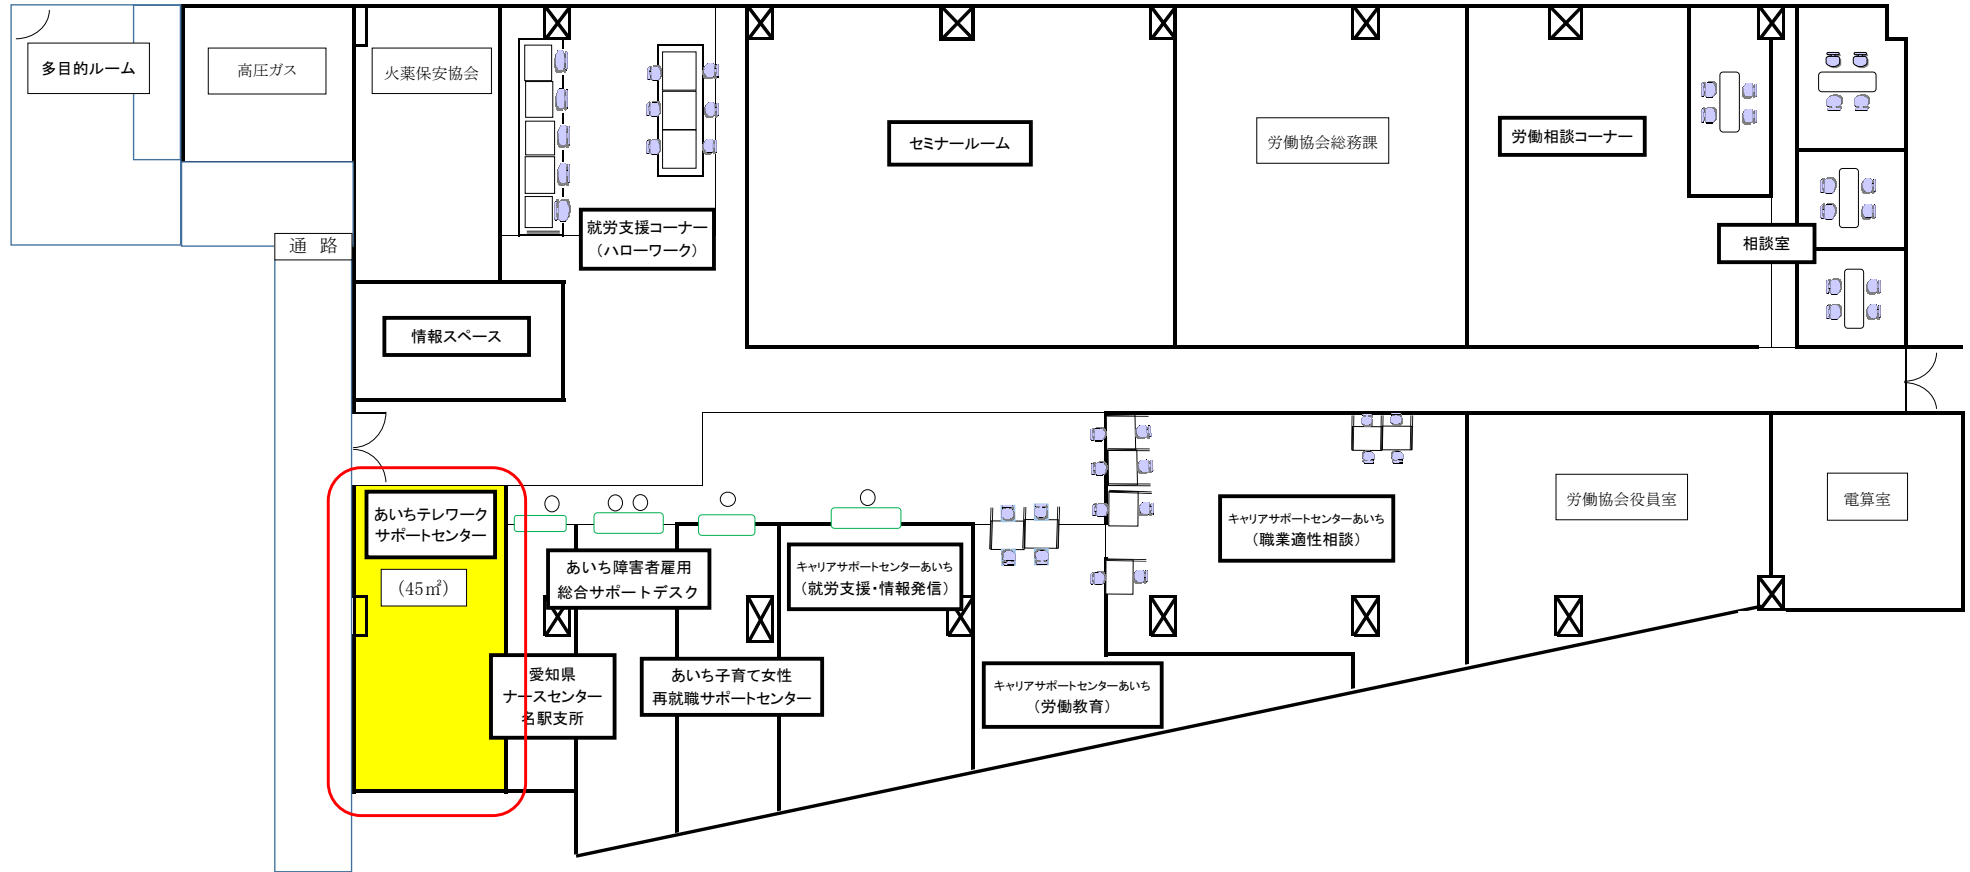 多目的ルーム
高圧ガス
火薬保安協会
セミナールーム
労働協会総務課
労働相談コーナー
就労支援コーナー
（ハローワーク）
相談室
通 路
情報スペース
あいちテレワーク
サポートセンター
（45㎡）
あいち障害者雇用
総合サポートデスク
キャリアサポートセンターあいち
（就労支援・情報発信）
キャリアサポートセンターあいち
（職業適性相談）
労働協会役員室
電算室
愛知県
ナースセンター
名駅支所
あいち子育て女性
再就職サポートセンター
キャリアサポートセンターあいち
（労働教育）